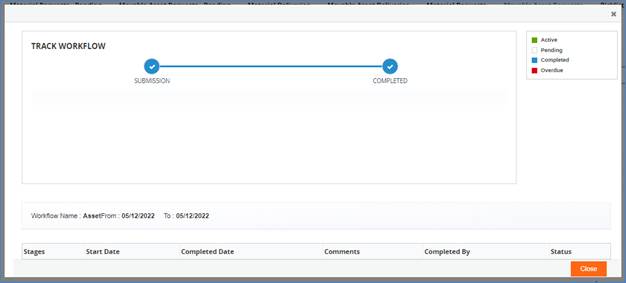 ×
TRACK WORKFLOW
SUBMISSION
COMPLETED
Active
Pending
Completed
Overdue
Workflow Name : AssetFrom : 05/12/2022 To : 05/12/2022
Stages Start Date Completed Date Comments Completed By Status
Close